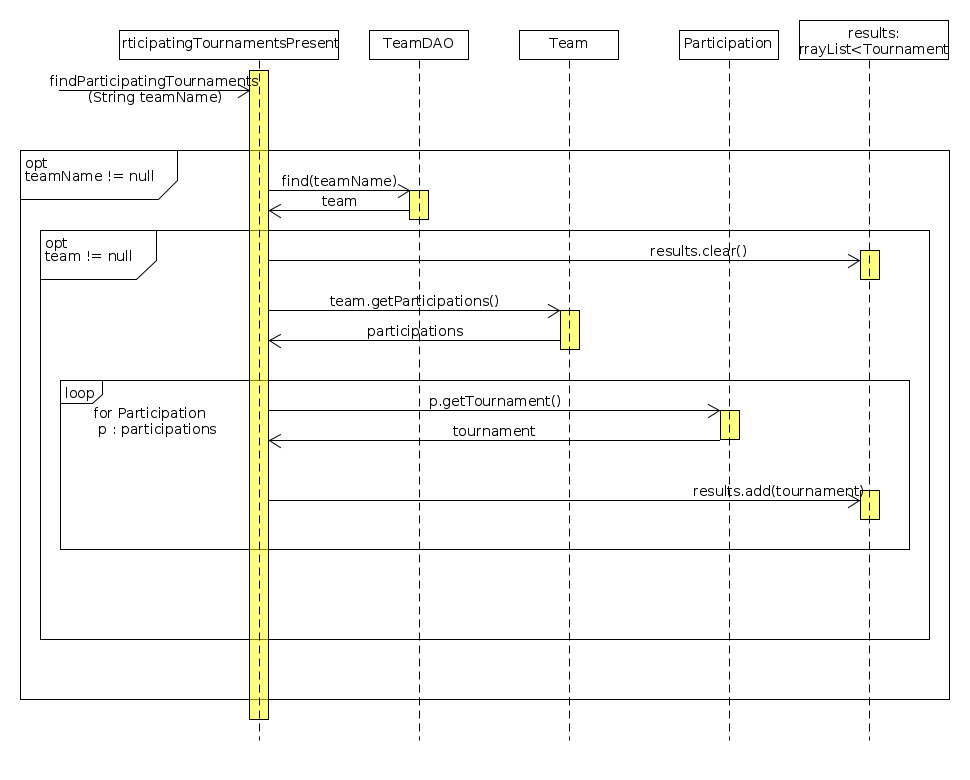 rticipatingTournamentsPresent
TeamDAO
Team
Participation
results:
rrayList<Tournament
findParticipatingTournaments
(String teamName)
opt
teamName != null
find(teamName)
team
opt
team != null
results.clear()
team.getParticipations()
participations
loop
for Participation
p : participations
p.getTournament()
tournament
results.add(tournament)